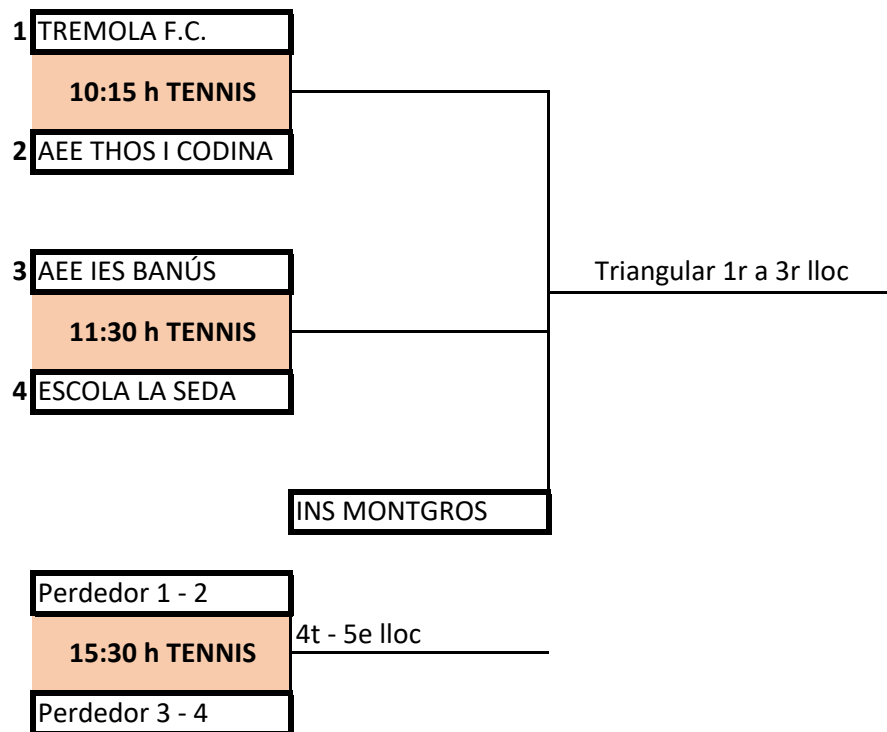 1 TREMOLA F.C.
10:15 h TENNIS
2 AEE THOS I CODINA
3 AEE IES BANÚS
Triangular 1r a 3r lloc
11:30 h TENNIS
4 ESCOLA LA SEDA
INS MONTGROS
Perdedor 1 - 2
4t - 5e lloc
15:30 h TENNIS
Perdedor 3 - 4